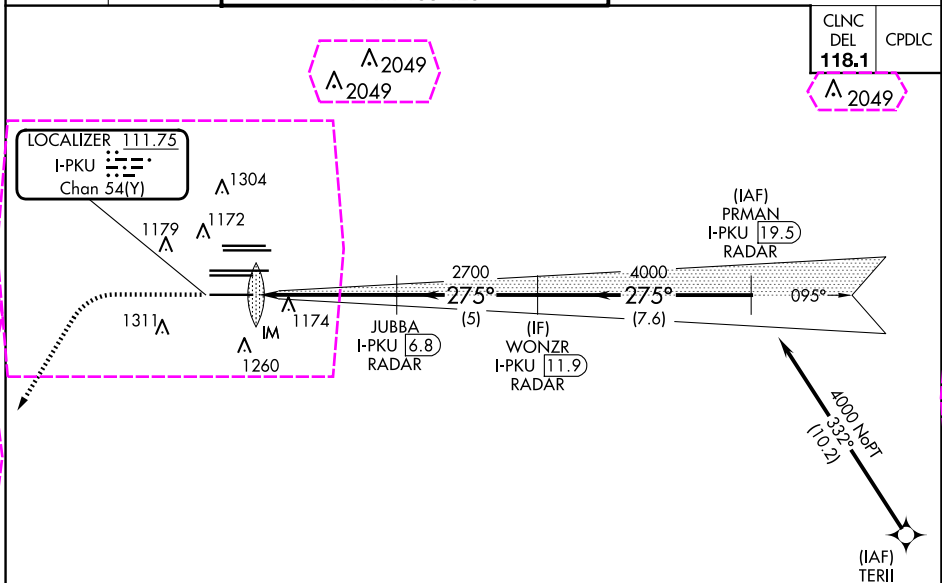 CLNC
DEL
118.1
CPDLC
2049
2049
2049
LOCALIZER 111.75
I-PKU
Chan 54(Y)
1304
1179
1172
(IAF)
PRMAN
I-PKU 19.5
RADAR
2700
4000
275°
275°
095°
(5)
(7.6)
1311
IM
1174
1260
JUBBA
I-PKU 6.8
RADAR
(IF)
WONZR
I-PKU 11.9
RADAR
4000 NoPT
332°
(10.2)
(IAF)
TERII